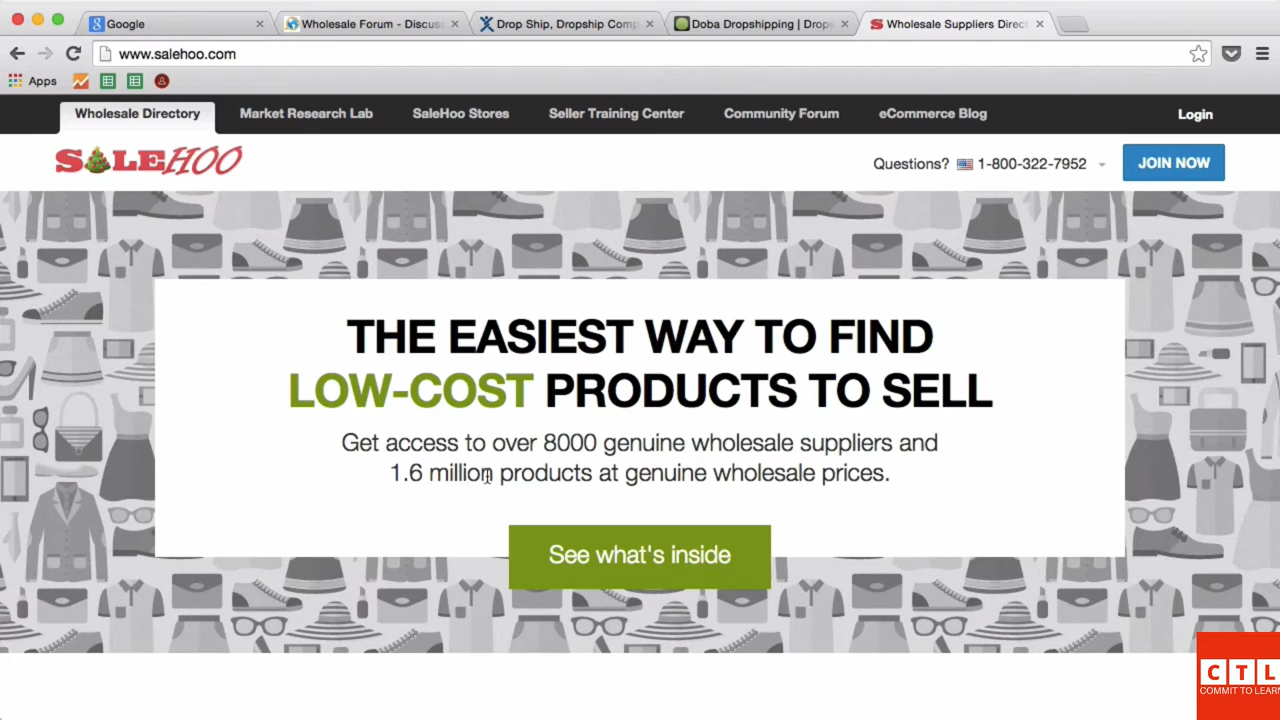 Google
Wholesale Forum - Discus
Drop Ship, Dropship Comp
Doba Dropshipping | Drop
Wholesale Suppliers Direct
www.salehoo.com
Apps
Wholesale Directory
Market Research Lab
SaleHoo Stores
Seller Training Center
Community Forum
eCommerce Blog
Login
SALEHOO
Questions? 1-800-322-7952
JOIN NOW
THE EASIEST WAY TO FIND
LOW-COST PRODUCTS TO SELL
Get access to over 8000 genuine wholesale suppliers and
1.6 million products at genuine wholesale prices.
See what's inside
CTL
COMMIT TO LEARN